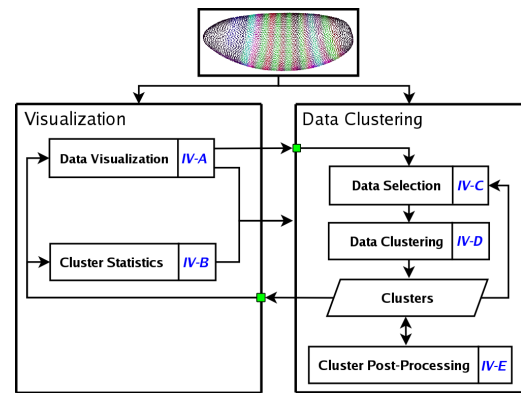 Visualization
Data Visualization IV-A
Cluster Statistics IV-B
Data Clustering
Data Selection IV-C
Data Clustering IV-D
Clusters
Cluster Post-Processing IV-E